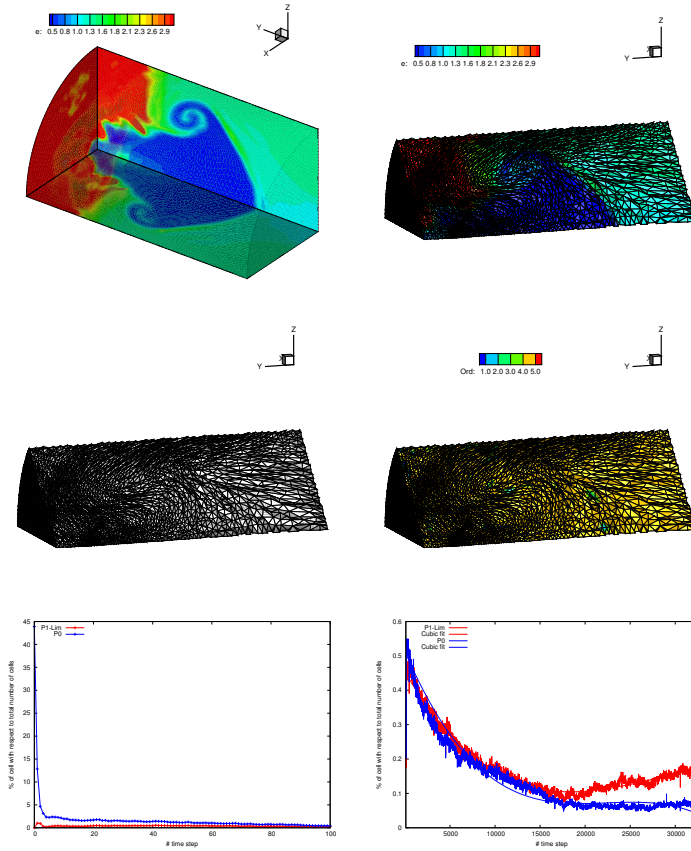 e: 0.5 0.8 1.0 1.3 1.6 1.8 2.1 2.3 2.6 2.9
Z
Y
X
e: 0.5 0.8 1.0 1.3 1.6 1.8 2.1 2.3 2.6 2.9
Z
Y
X
Z
Y
X
Ord: 1.0 2.0 3.0 4.0 5.0
Z
Y
X
P1-Lim
P0
45
40
35
30
25
20
15
10
5
0
0 20 40 60 80 100
% of cell with respect to total number of cells
# time step
P1-Lim
Cubic fit
P0
Cubic fit
0.6
0.5
0.4
0.3
0.2
0.1
0
5000 10000 15000 20000 25000 30000
% of cell with respect to total number of cells
# time step